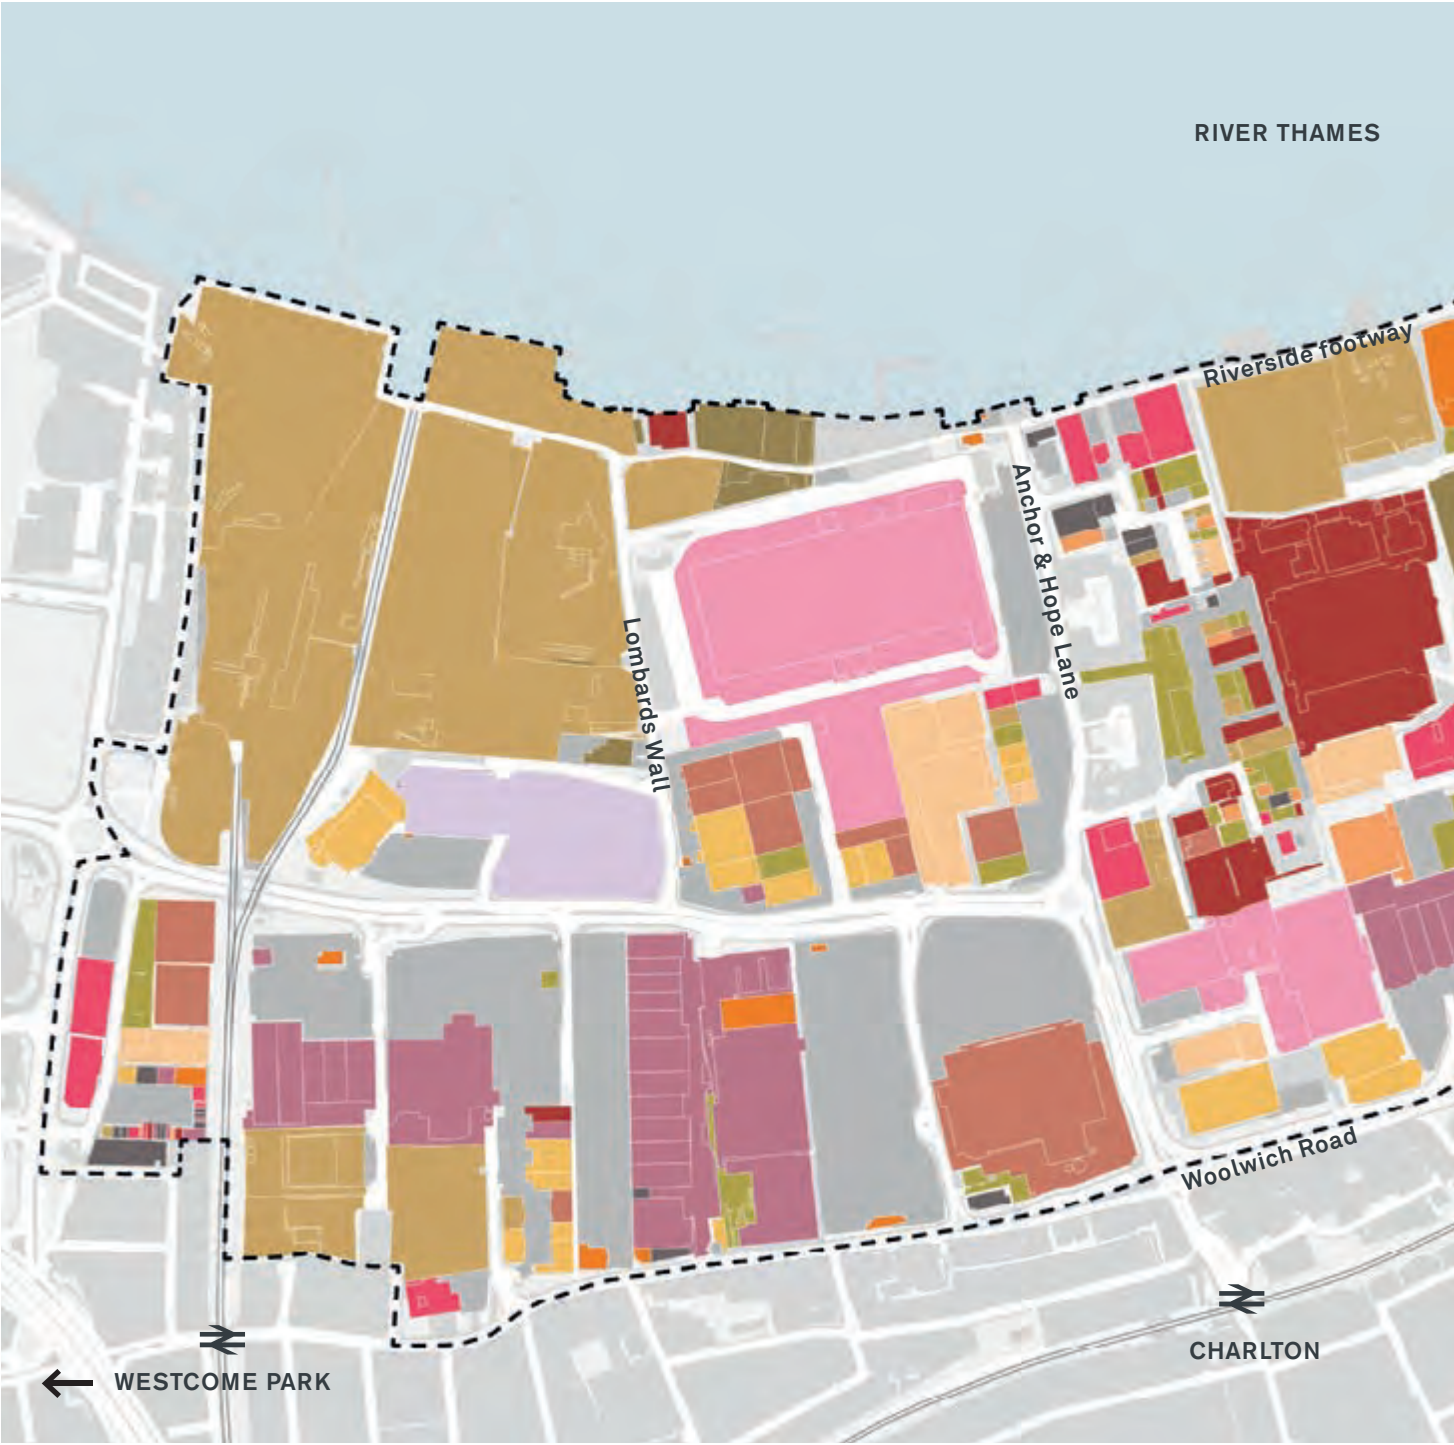 RIVER THAMES
Riverside footway
Anchor & Hope Lane
Lombards Wall
Woolwich Road
CHARLTON
WESTCOME PARK